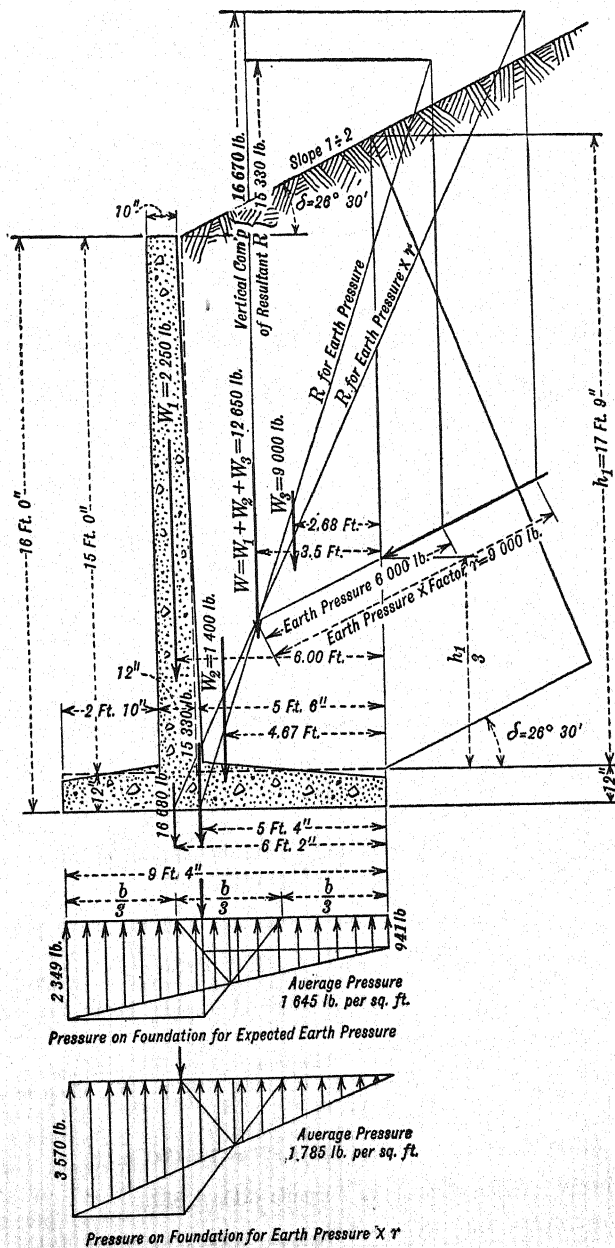 16 670 lb.
15 330 lb.
Slope 1÷2
δ=26° 30'
10"
Vertical Comp.
of Resultant R
R for Earth Pressure
R for Earth Pressure X r
W₁=2 250 lb.
W=W₁+W₂+W₃=12 650 lb.
W₃=9 000 lb.
h₁=17 Ft. 9"
16 Ft. 0"
15 Ft. 0"
2.68 Ft.
3.5 Ft.
Earth Pressure 6 000 lb.
Earth Pressure X Factor r=9 000 lb.
6.00 Ft.
h₁
3
W₂=1 400 lb.
12"
2 Ft. 10"
15 330 lb.
5 Ft. 6"
4.67 Ft.
δ=26° 30'
12"
16 680 lb.
12"
5 Ft. 4"
6 Ft. 2"
9 Ft. 4"
b
3
b
3
b
3
2 349 lb.
941 lb
Average Pressure
1 645 lb. per sq. ft.
Pressure on Foundation for Expected Earth Pressure
3 570 lb.
Average Pressure
1.785 lb. per sq. ft.
Pressure on Foundation for Earth Pressure X r